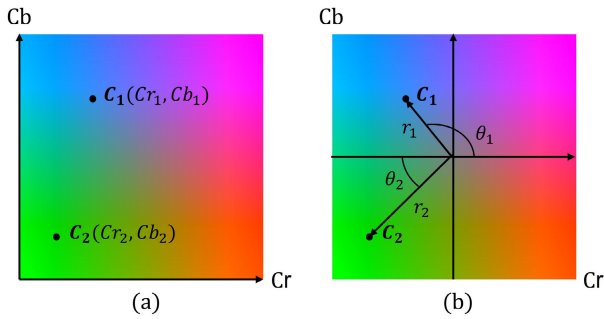 Cb
C₁(Cr₁, Cb₁)
C₂(Cr₂, Cb₂)
Cr
(a)
Cb
C₁
r₁
θ₁
θ₂
r₂
C₂
Cr
(b)